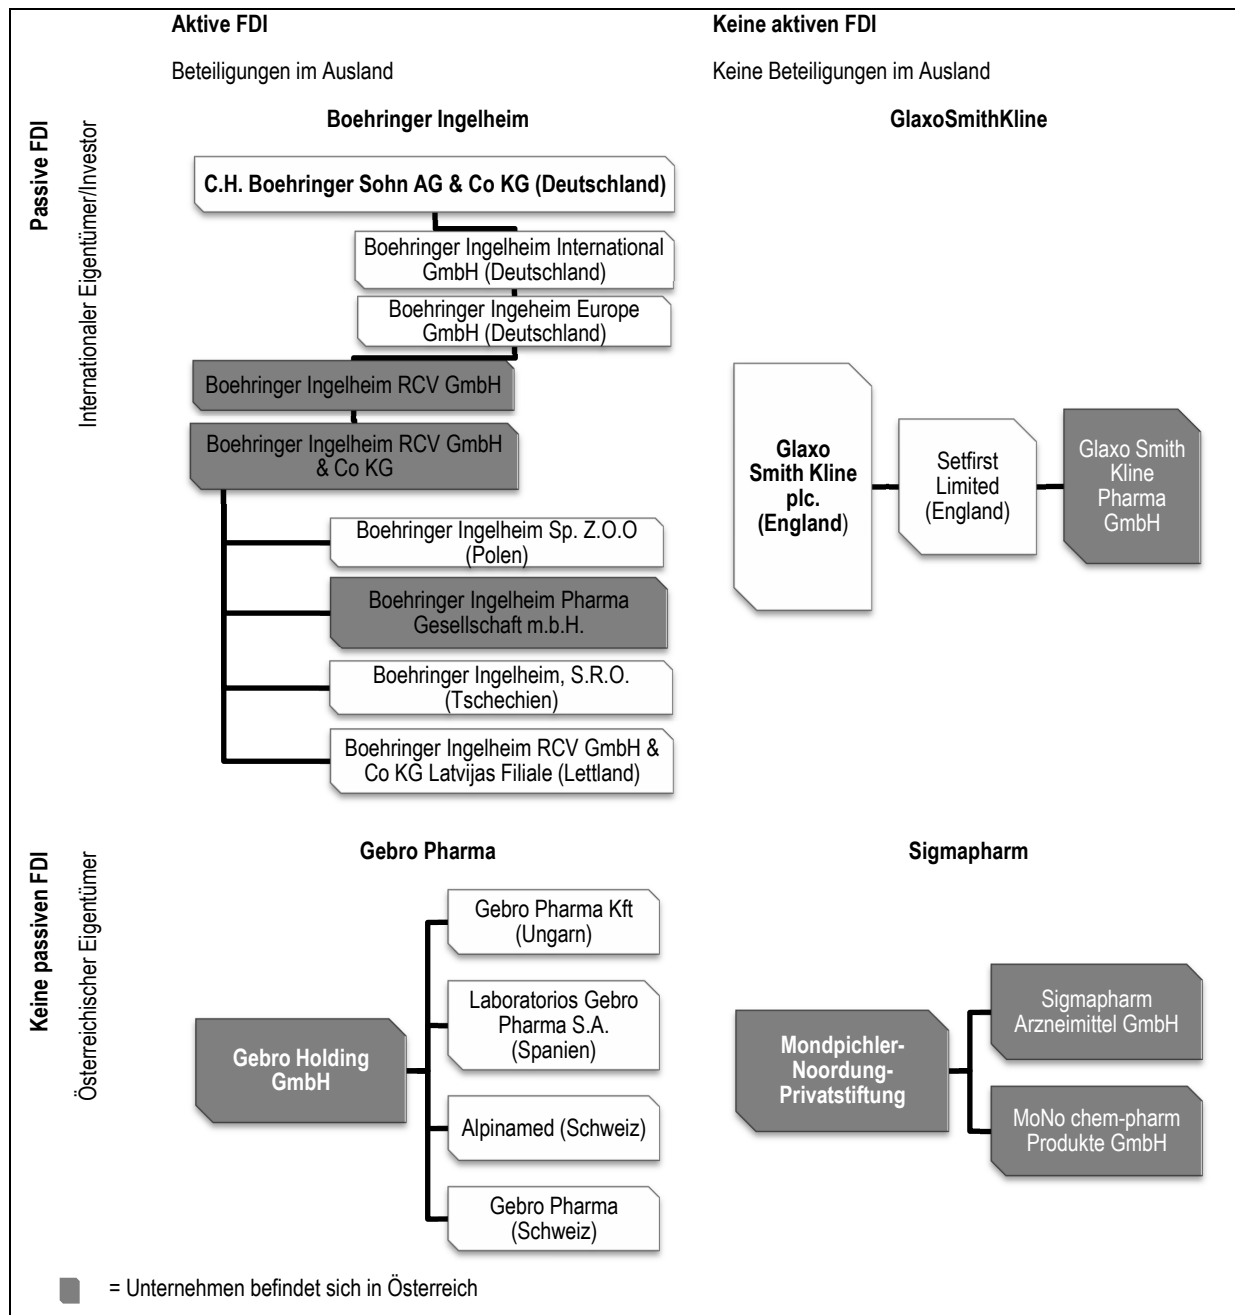 Aktive FDI
Beteiligungen im Ausland
Keine aktiven FDI
Keine Beteiligungen im Ausland
Passive FDI
Internationaler Eigentümer/Investor
Boehringer Ingelheim
C.H. Boehringer Sohn AG & Co KG (Deutschland)
Boehringer Ingelheim International
GmbH (Deutschland)
Boehringer Ingeheim Europe
GmbH (Deutschland)
Boehringer Ingelheim RCV GmbH
Boehringer Ingelheim RCV GmbH
& Co KG
Boehringer Ingelheim Sp. Z.O.O
(Polen)
Boehringer Ingelheim Pharma
Gesellschaft m.b.H.
Boehringer Ingelheim, S.R.O.
(Tschechien)
Boehringer Ingelheim RCV GmbH &
Co KG Latvijas Filiale (Lettland)
GlaxoSmithKline
Glaxo
Smith Kline
plc.
(England)
Setfirst
Limited
(England)
Glaxo Smith
Kline
Pharma
GmbH
Keine passiven FDI
Österreichischer Eigentümer
Gebro Pharma
Gebro Holding
GmbH
Gebro Pharma Kft
(Ungarn)
Laboratorios Gebro
Pharma S.A.
(Spanien)
Alpinamed (Schweiz)
Gebro Pharma
(Schweiz)
Sigmapharm
Mondpichler-
Noordung-
Privatstiftung
Sigmapharm
Arzneimittel GmbH
MoNo chem-pharm
Produkte GmbH
= Unternehmen befindet sich in Österreich